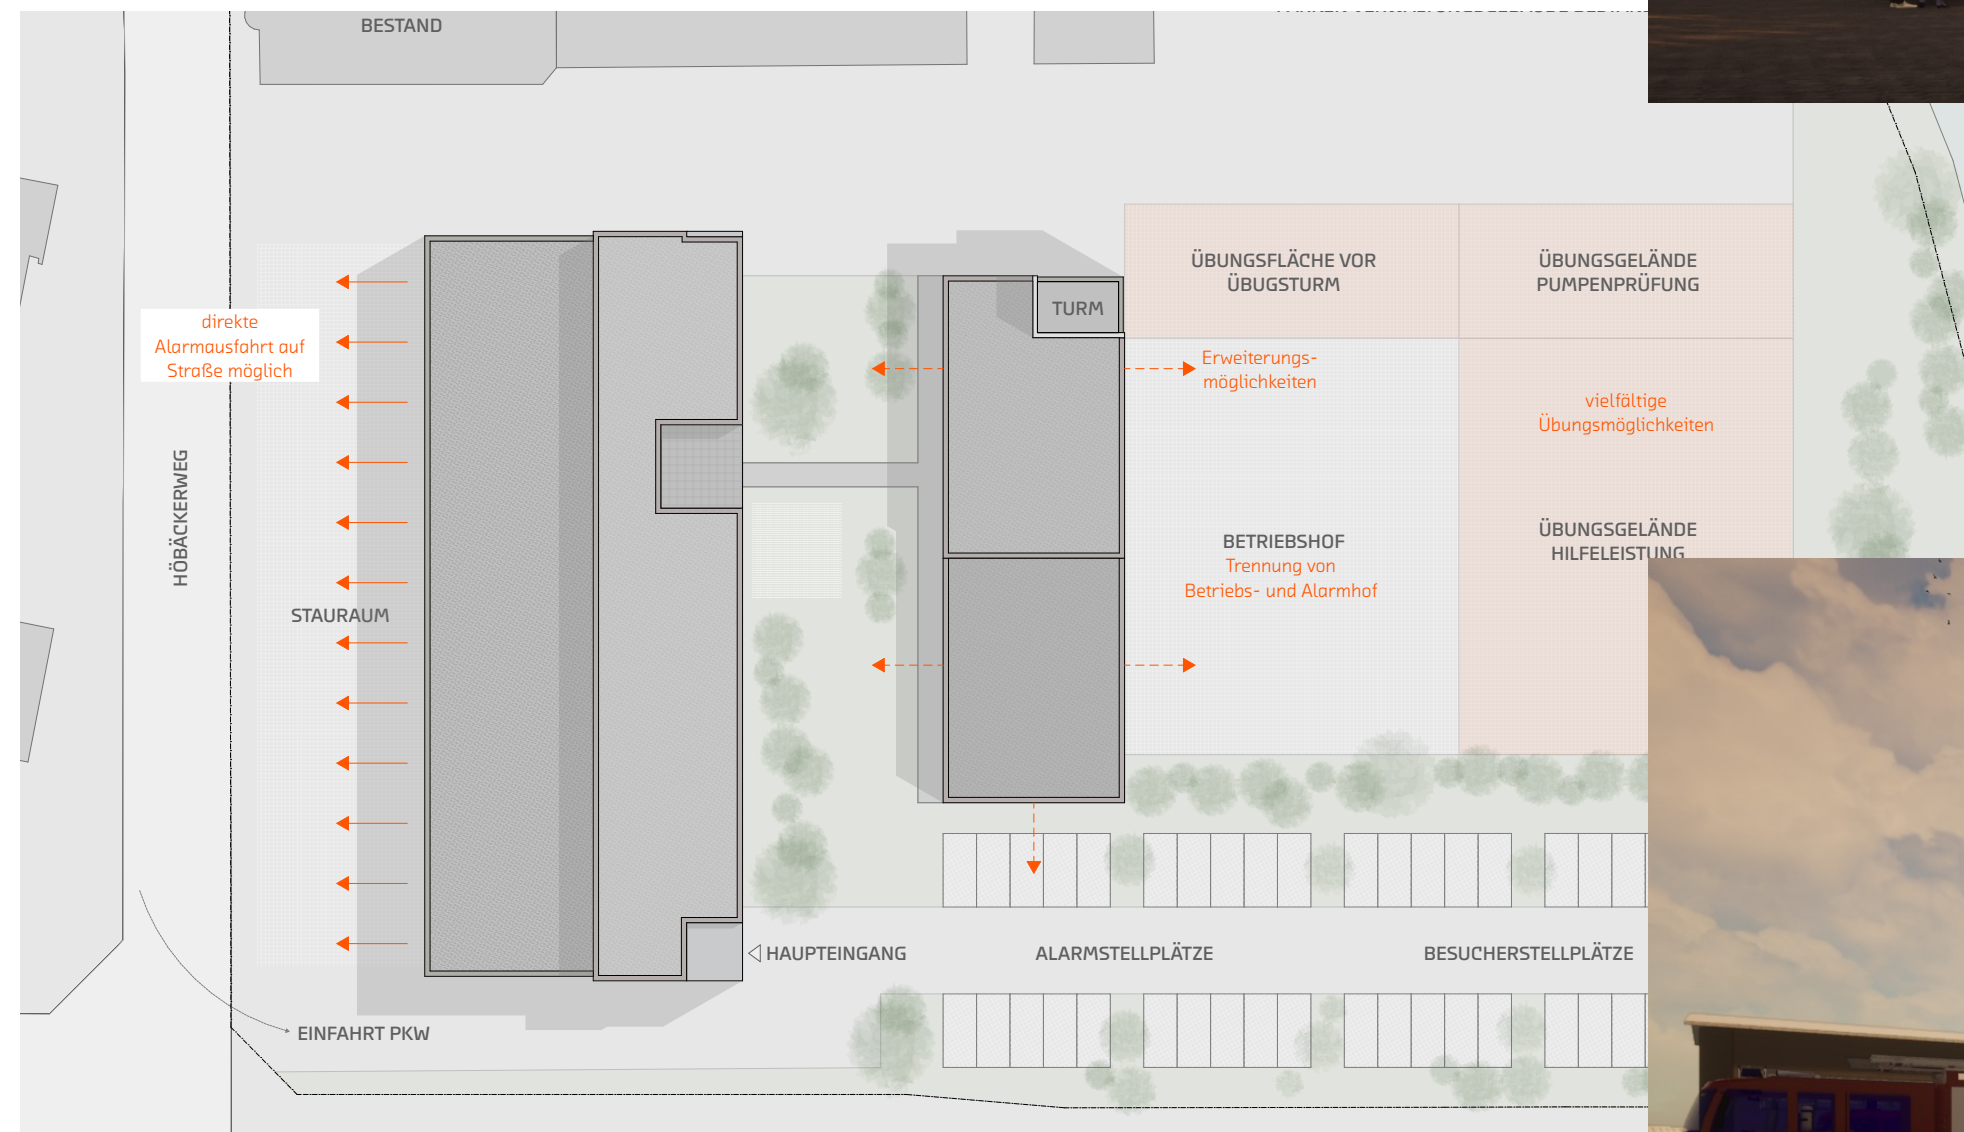 BESTAND
ÜBUNGSFLÄCHE VOR
ÜBUGSTURM
ÜBUNGSGELÄNDE
PUMPENPRÜFUNG
TURM
direkte
Alarmausfahrt auf
Straße möglich
Erweiterungs-
möglichkeiten
vielfältige
Übungsmöglichkeiten
HÖBÄCKERWEG
BETRIEBSHOF
Trennung von
Betriebs- und Alarmhof
ÜBUNGSGELÄNDE
HILFELEISTUNG
STAURAUM
HAUPTEINGANG
ALARMSTELLPLÄTZE
BESUCHERSTELLPLÄTZE
EINFAHRT PKW